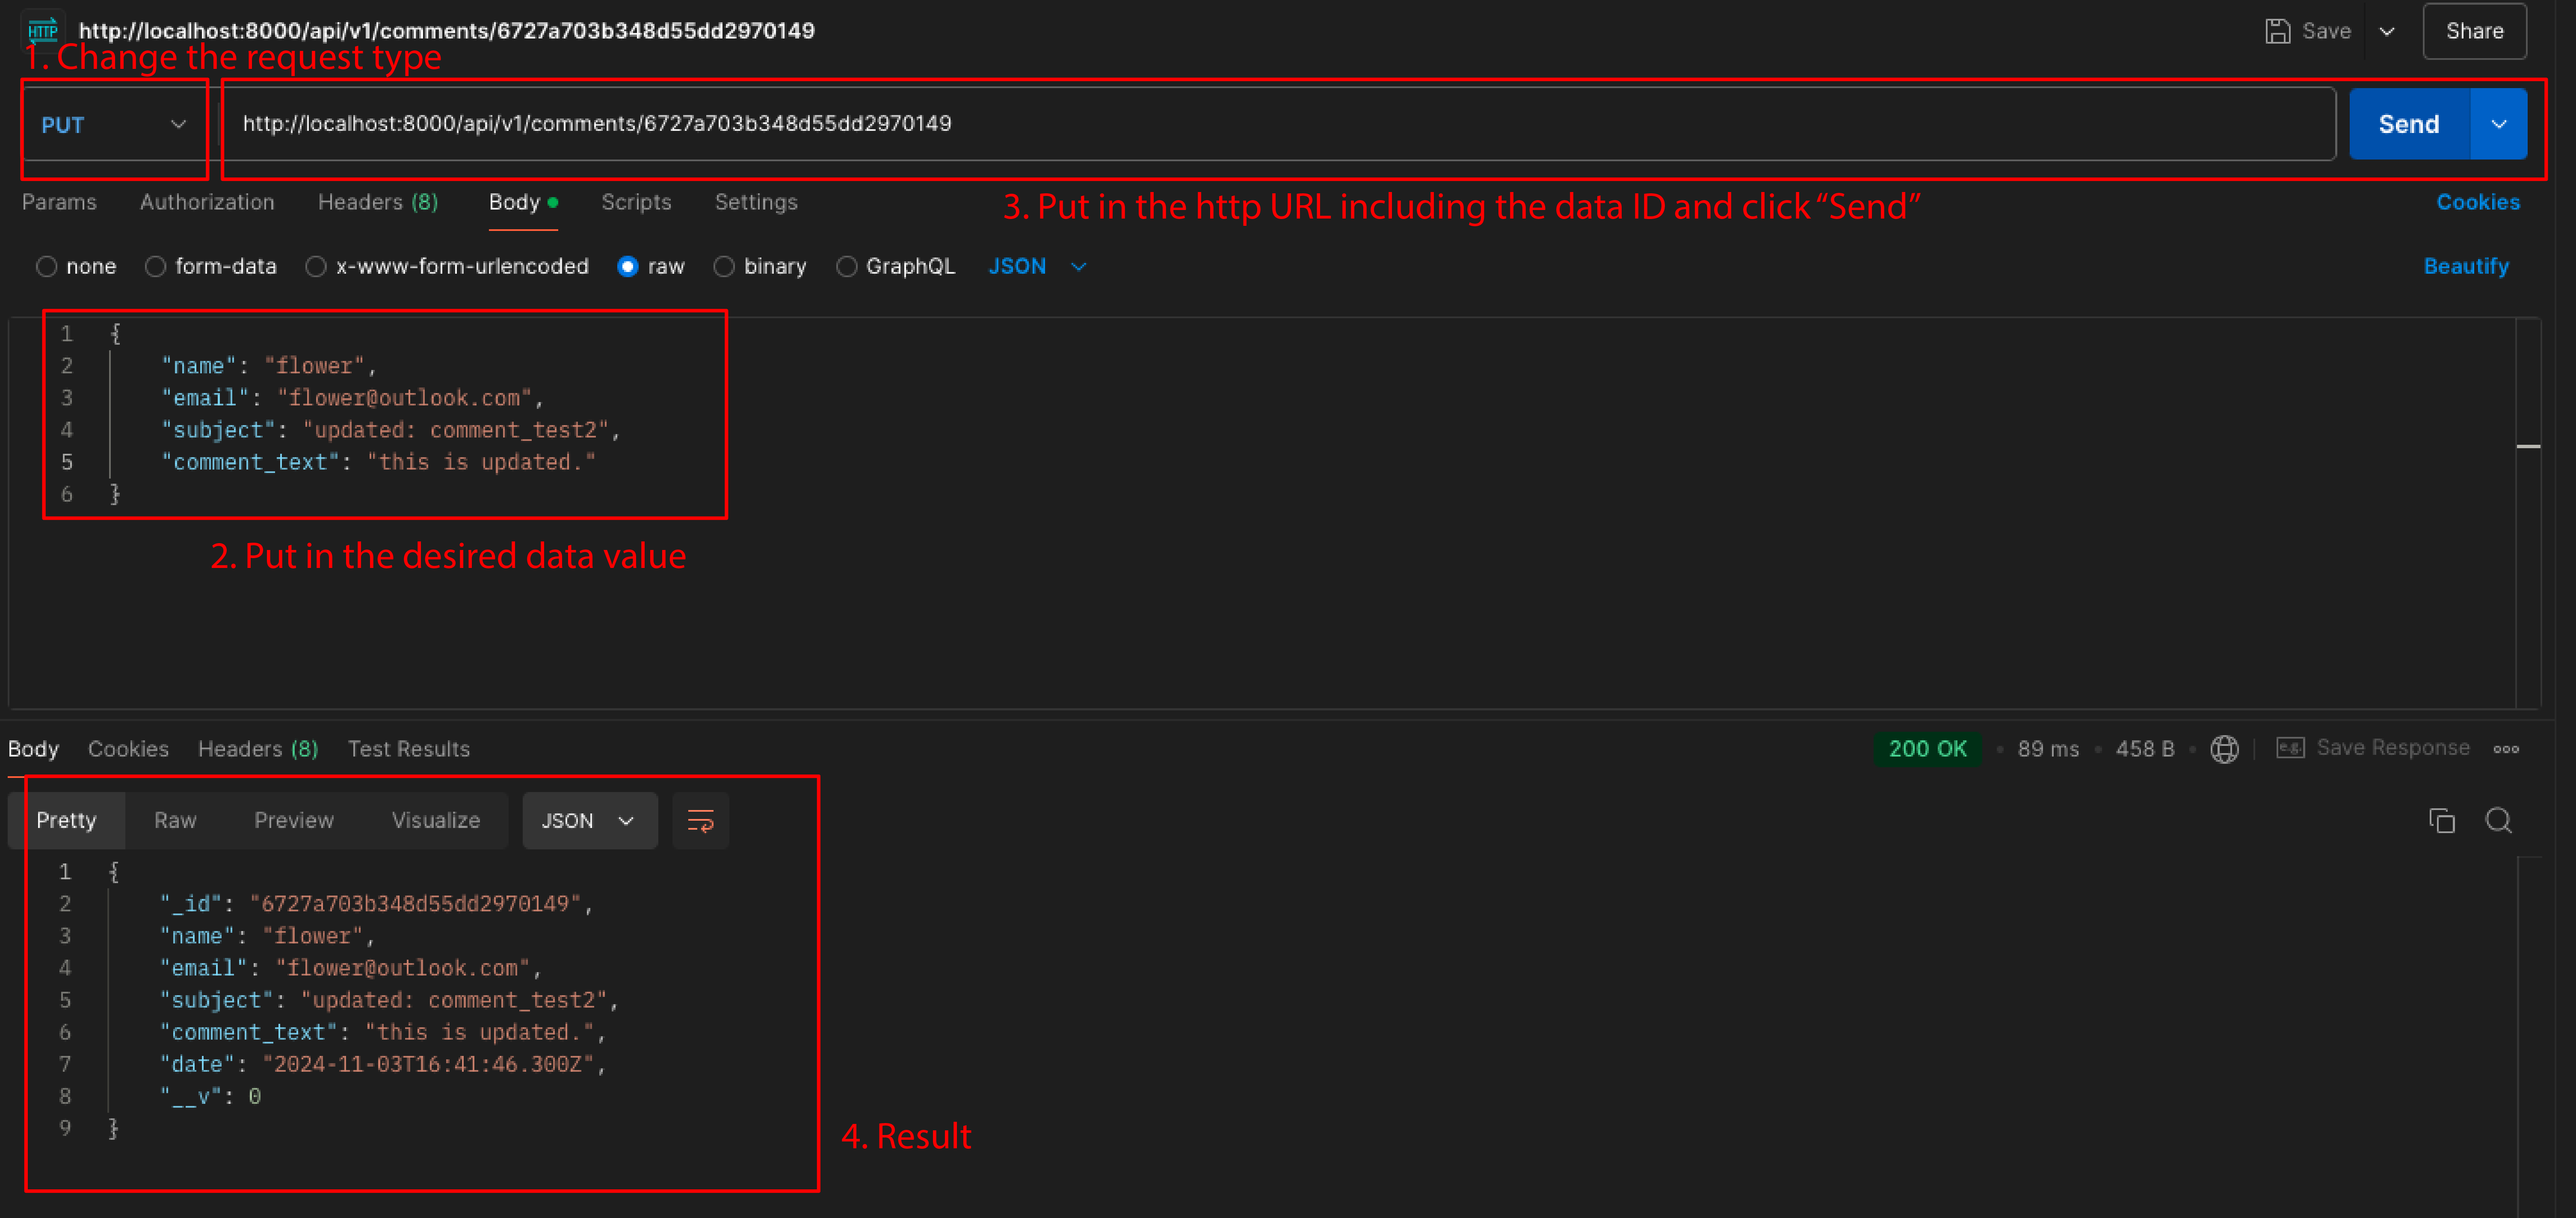 HTTP http://localhost:8000/api/v1/comments/6727a703b348d55dd2970149 Save Share
1. Change the request type
PUT http://localhost:8000/api/v1/comments/6727a703b348d55dd2970149 Send
Params Authorization Headers (8) Body Scripts Settings Cookies
3. Put in the http URL including the data ID and click “Send”
none form-data x-www-form-urlencoded raw binary GraphQL JSON Beautify
1 {
2 "name": "flower",
3 "email": "flower@outlook.com",
4 "subject": "updated: comment_test2",
5 "comment_text": "this is updated."
6 }
2. Put in the desired data value
Body Cookies Headers (8) Test Results 200 OK • 89 ms • 458 B • e.g. Save Response
Pretty Raw Preview Visualize JSON
1 {
2 "_id": "6727a703b348d55dd2970149",
3 "name": "flower",
4 "email": "flower@outlook.com",
5 "subject": "updated: comment_test2",
6 "comment_text": "this is updated.",
7 "date": "2024-11-03T16:41:46.300Z",
8 "__v": 0
9 }
4. Result